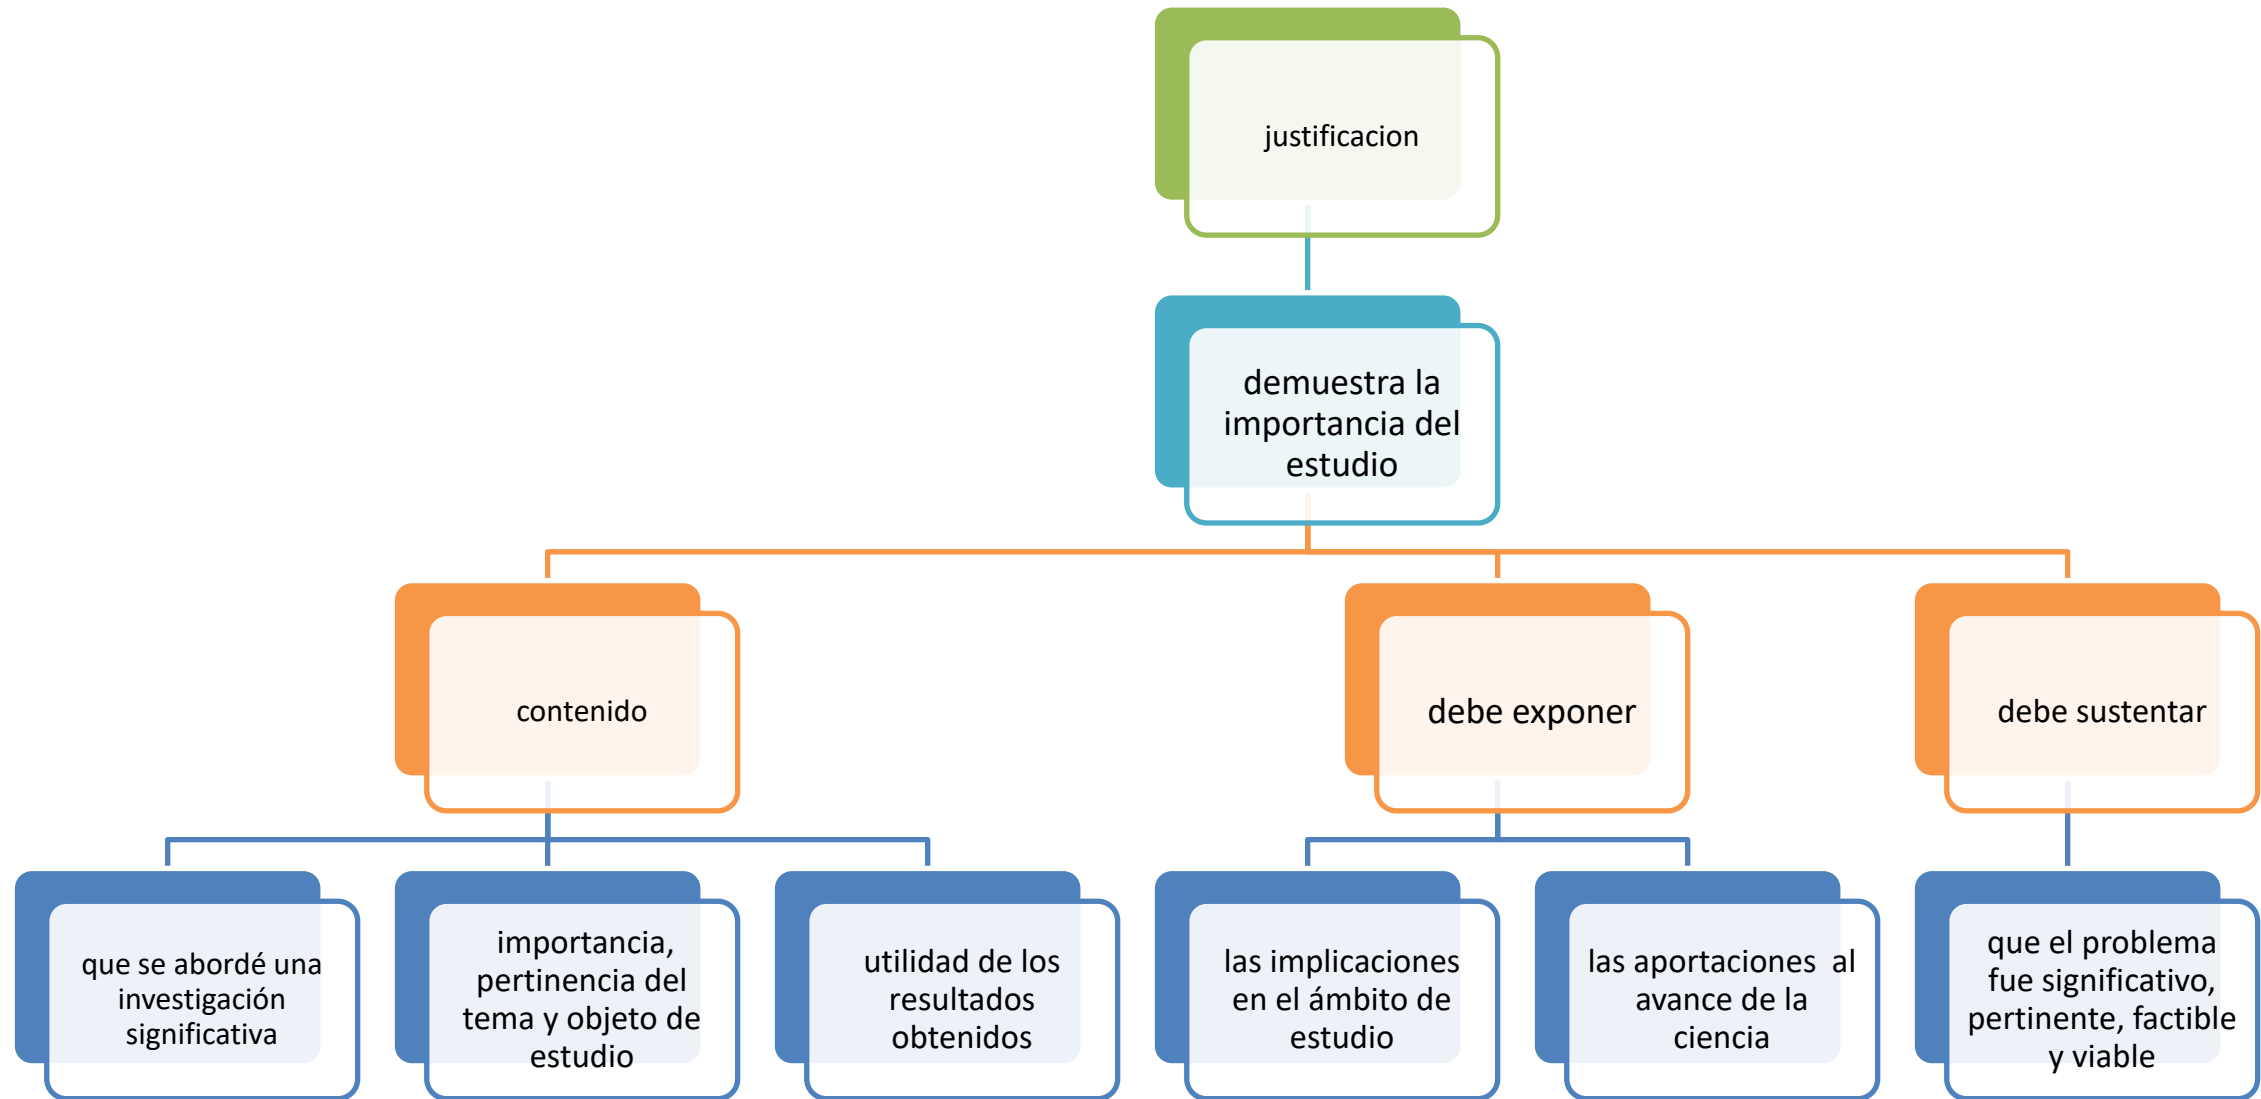 justificacion
demuestra la
importancia del
estudio
contenido
debe exponer
debe sustentar
que se abordé una
investigación
significativa
importancia,
pertinencia del
tema y objeto de
estudio
utilidad de los
resultados
obtenidos
las implicaciones
en el ámbito de
estudio
las aportaciones  al
avance de la
ciencia
que el problema
fue significativo,
pertinente, factible
y viable